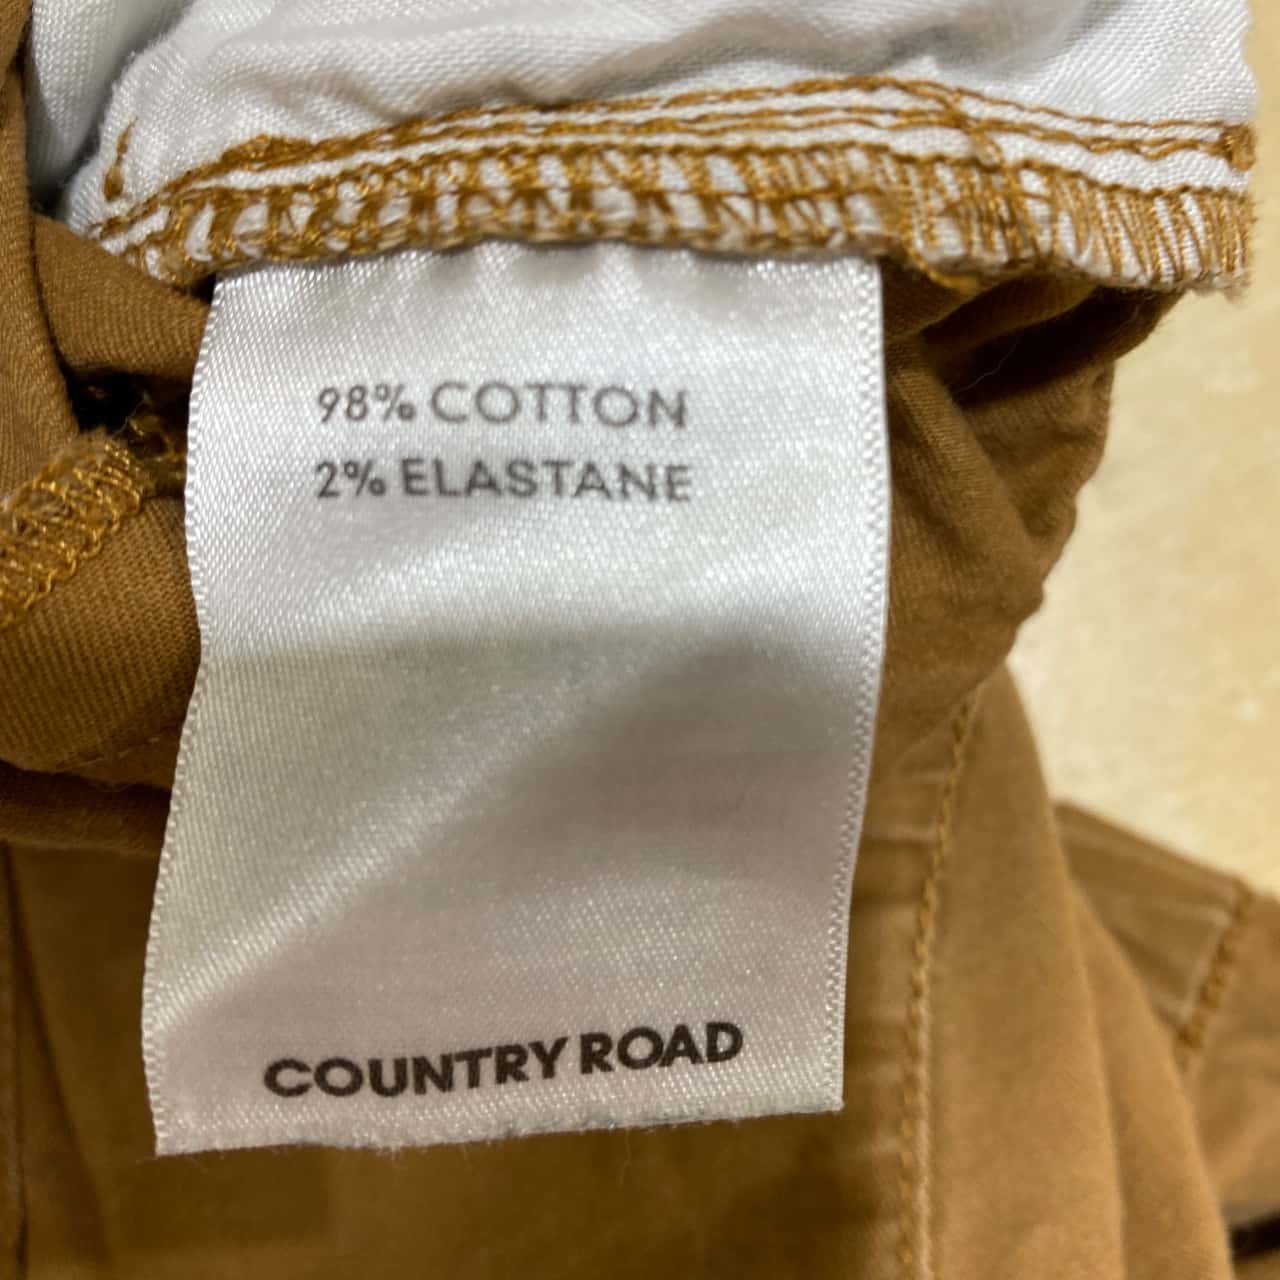 98% COTTON
2% ELASTANE
COUNTRY ROAD